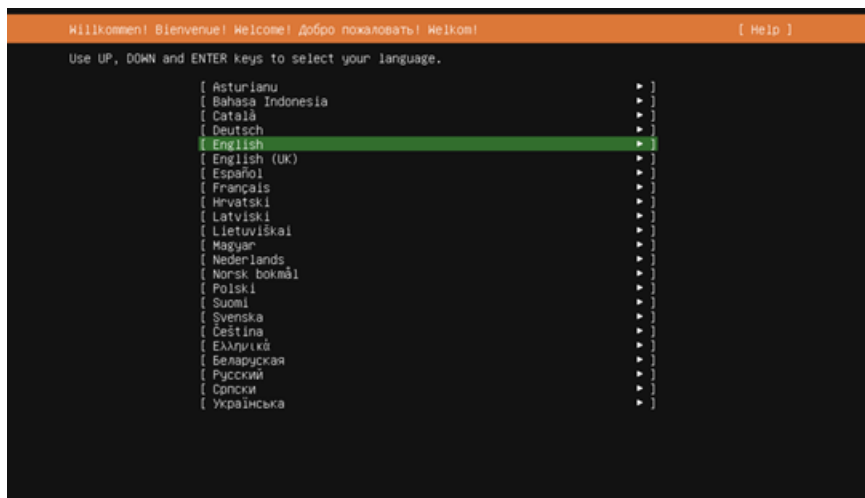 Willkommen! Bienvenue! Welcome! Добро пожаловать! Welkom! [ Help ]
Use UP, DOWN and ENTER keys to select your language.
[ Asturianu ► ]
[ Bahasa Indonesia ► ]
[ Català ► ]
[ Deutsch ► ]
[ English ► ]
[ English (UK) ► ]
[ Español ► ]
[ Français ► ]
[ Hrvatski ► ]
[ Latviski ► ]
[ Lietuviškai ► ]
[ Magyar ► ]
[ Nederlands ► ]
[ Norsk bokmål ► ]
[ Polski ► ]
[ Suomi ► ]
[ Svenska ► ]
[ Čeština ► ]
[ Ελληνικά ► ]
[ Беларуская ► ]
[ Русский ► ]
[ Српски ► ]
[ Українська ► ]